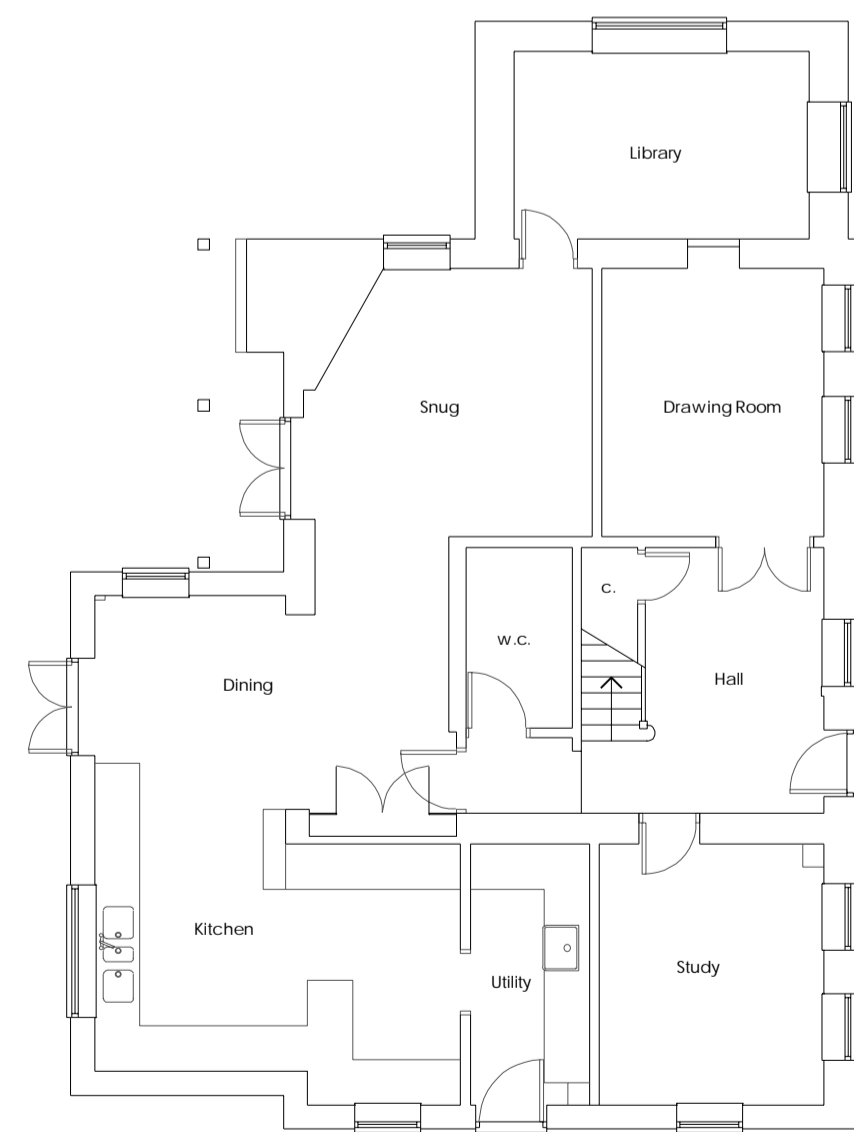 Library
Snug
Drawing Room
C.
W.C.
Hall
Dining
Kitchen
Utility
Study